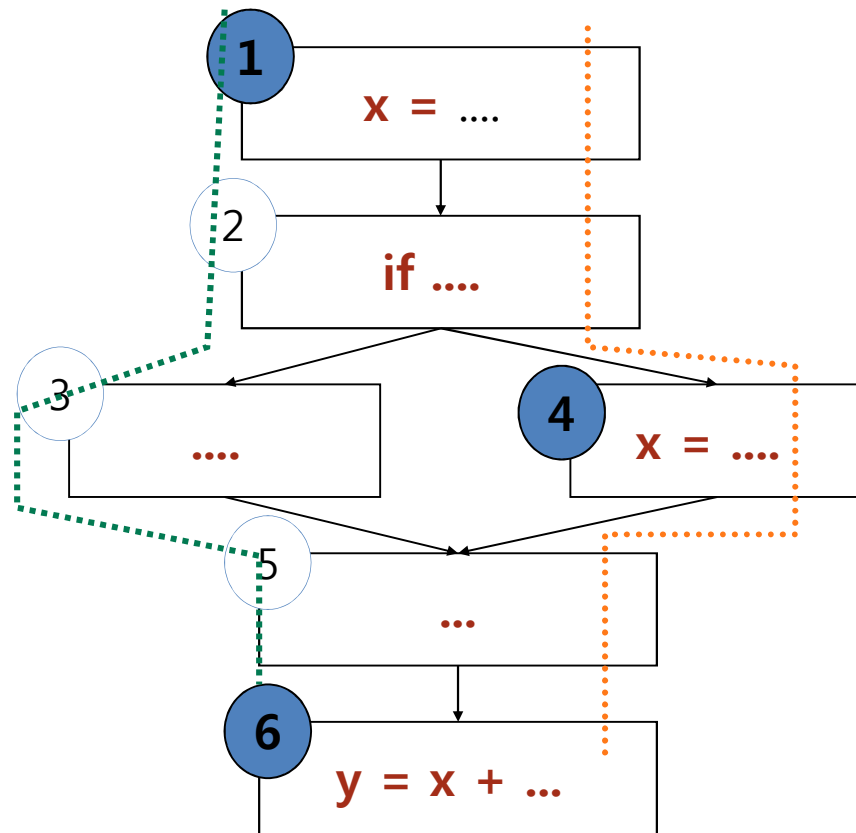 1
x = ....
2
if ....
3
....
4
x = ....
5
...
6
y = x + ...